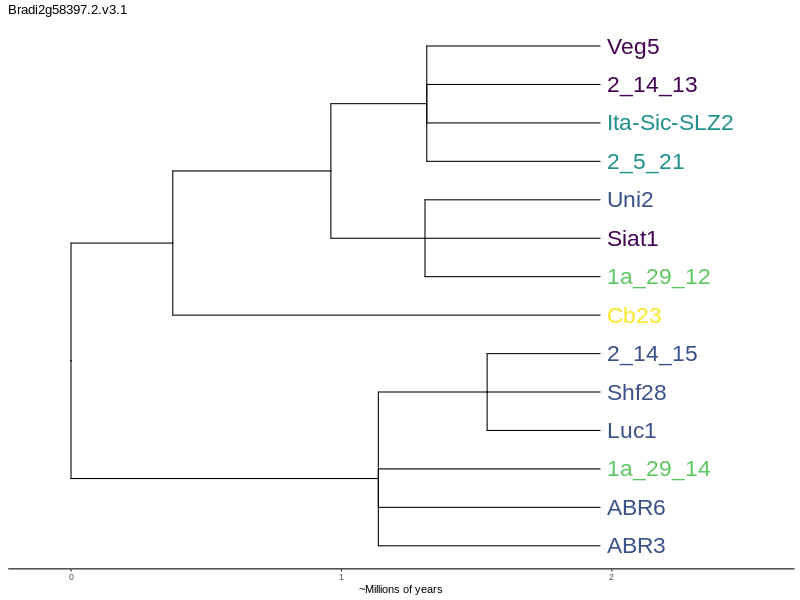 Bradi2g58397.2.v3.1
Veg5
2_14_13
Ita-Sic-SLZ2
2_5_21
Uni2
Siat1
1a_29_12
Cb23
2_14_15
Shf28
Luc1
1a_29_14
ABR6
ABR3
0 1 2
~Millions of years